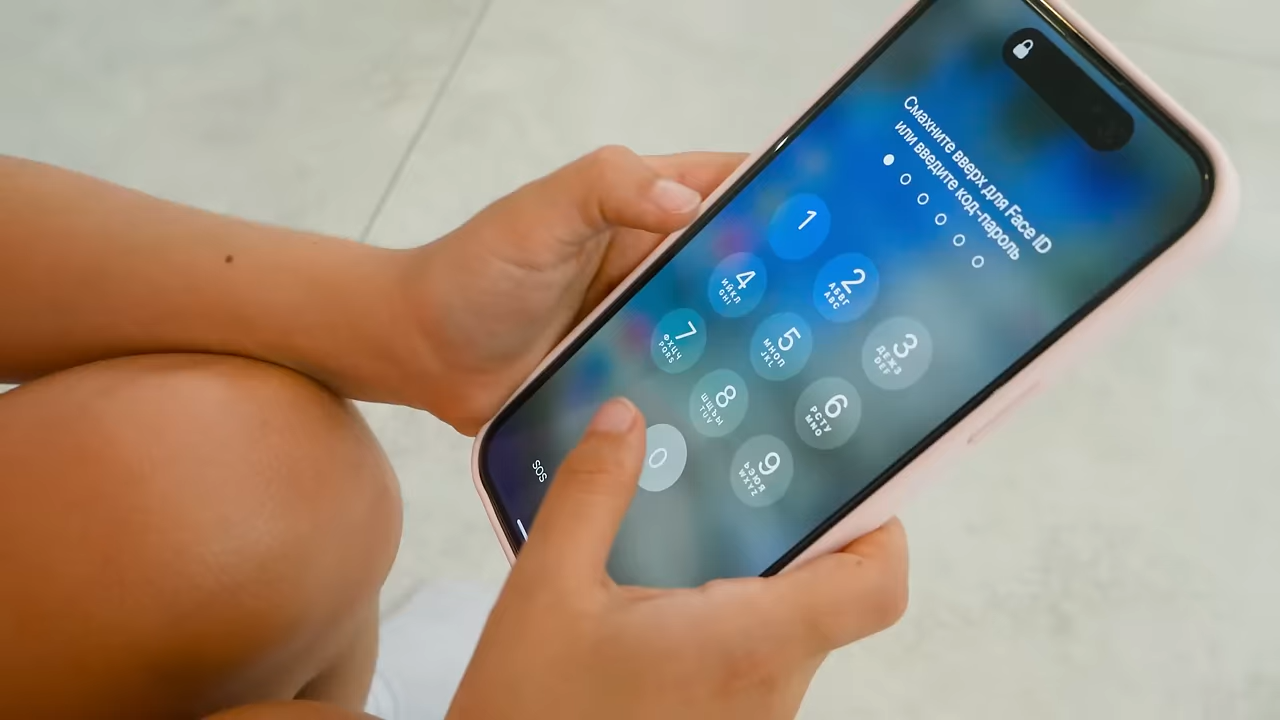 Смахните вверх для Face ID
или введите код-пароль
1
2
АБВГ
ABC
3
ДЕЖЗ
DEF
4
ИЙКЛ
GHI
5
МНОП
JKL
6
РСТУ
MNO
7
ФХЦЧ
PQRS
8
ШЩЪЫ
TUV
9
ЬЭЮЯ
WXYZ
0
SOS